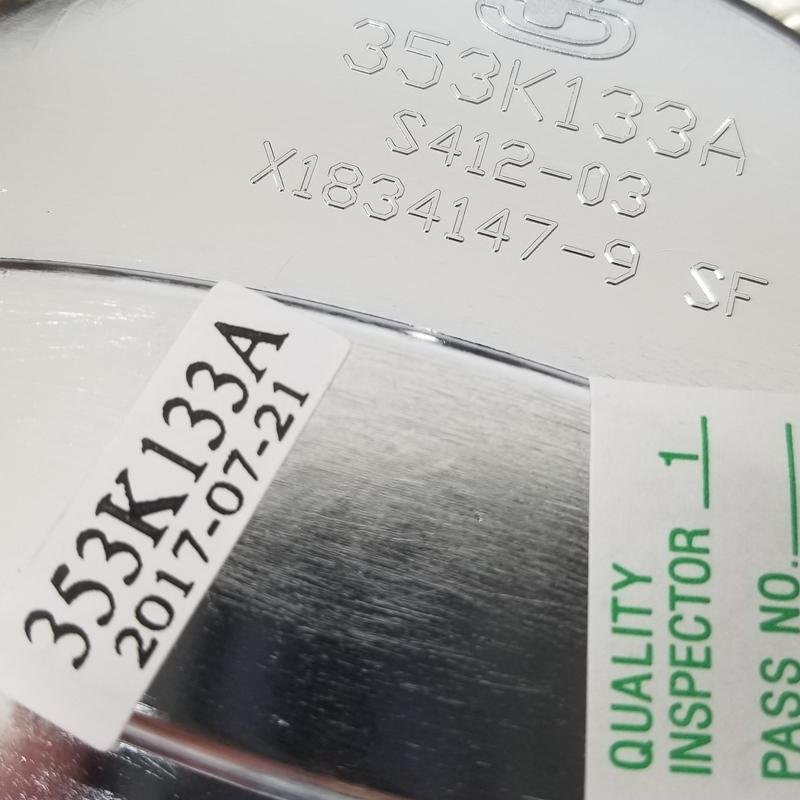 353K133A
S412-03
X1834147-9 SF
353K133A
2017-07-21
QUALITY
INSPECTOR 1
PASS NO.